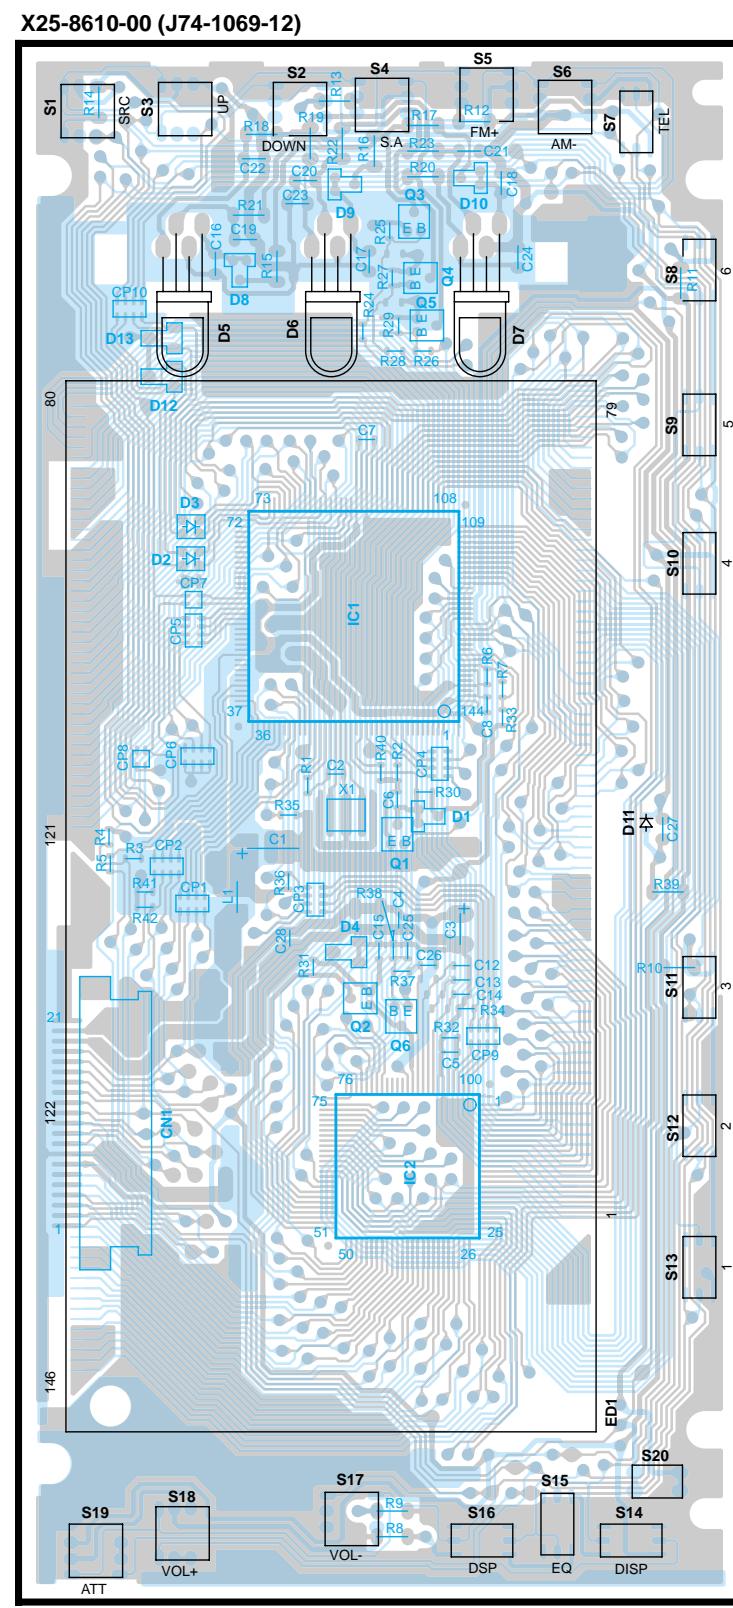 X25-8610-00 (J74-1069-12)
S1
R14
SRC
S3
UP
S2
R13
S4
S5
S6
S7
TEL
R18
R19
DOWN
R22
R16
S.A
R17
R12
FM+
AM-
C22
R23
C21
C20
R20
C18
C23
D9
Q3
D10
R21
C19
C16
R25
E B
R15
C17
C24
S8
R11
6
D8
R27
B E
Q4
CP10
R24
Q5
D13
D5
D6
R29
B E
D7
R28
R26
D12
80
79
S9
5
C7
73
108
D3
72
109
D2
S10
4
CP7
CP5
IC1
R6
R7
37
144
36
1
C8
R33
CP8
CP6
R1
C2
R40
R2
CP4
X1
C6
R30
R35
D1
D11
C27
121
R4
+
C1
E B
R5
R3
CP2
Q1
R41
CP1
L1
R36
CP3
R38
C4
R39
R42
+
D4
C15
C25
C3
C28
R31
C26
C12
R10
S11
3
R37
C13
C14
E B
B E
R34
21
Q2
Q6
R32
C5
CP9
76
100
122
CN1
75
1
S12
2
IC2
1
51
25
50
26
1
S13
1
146
ED1
S20
S19
S18
S17
S15
S16
S14
R9
R8
ATT
VOL+
VOL-
DSP
EQ
DISP